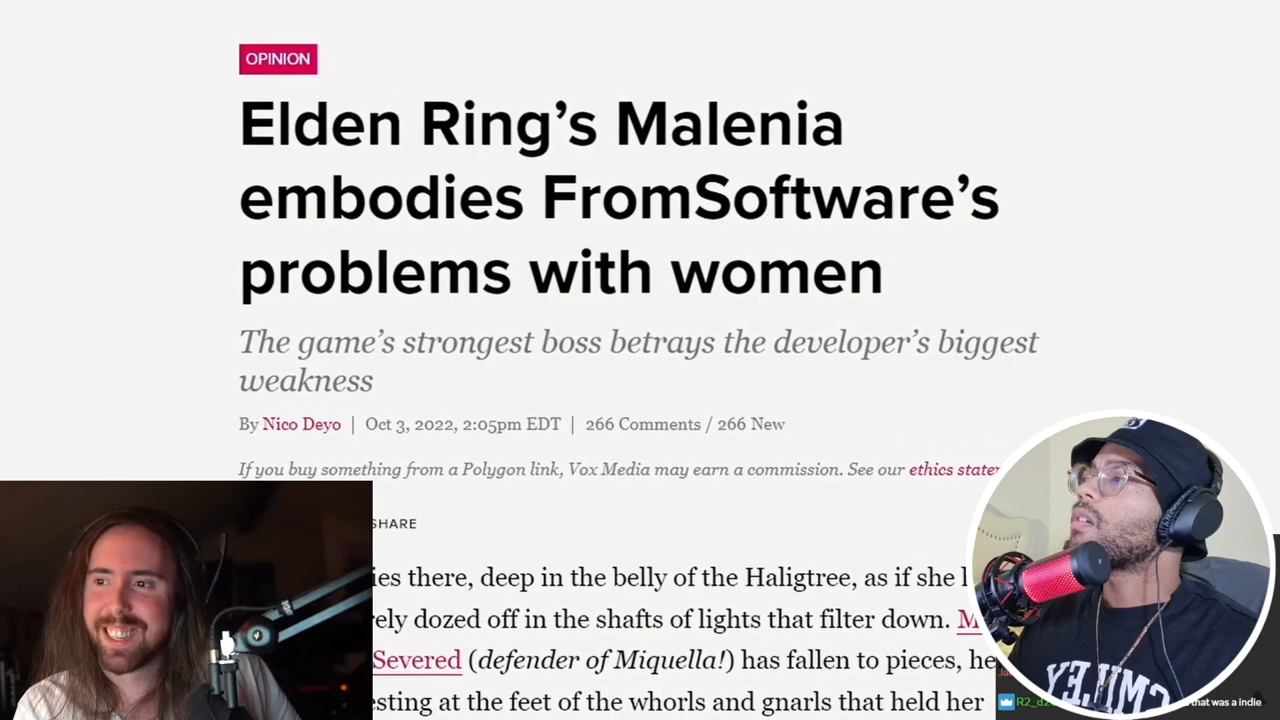 OPINION
Elden Ring’s Malenia
embodies FromSoftware’s
problems with women
The game’s strongest boss betrays the developer’s biggest
weakness
By Nico Deyo | Oct 3, 2022, 2:05pm EDT | 266 Comments / 266 New
If you buy something from a Polygon link, Vox Media may earn a commission. See our ethics
SHARE
there, deep in the belly of the Haligtree, as if she
dozed off in the shafts of lights that filter down.
Severed (defender of Miquella!) has fallen to pieces,
at the feet of the whorls and gnarls that held her
that was a indie